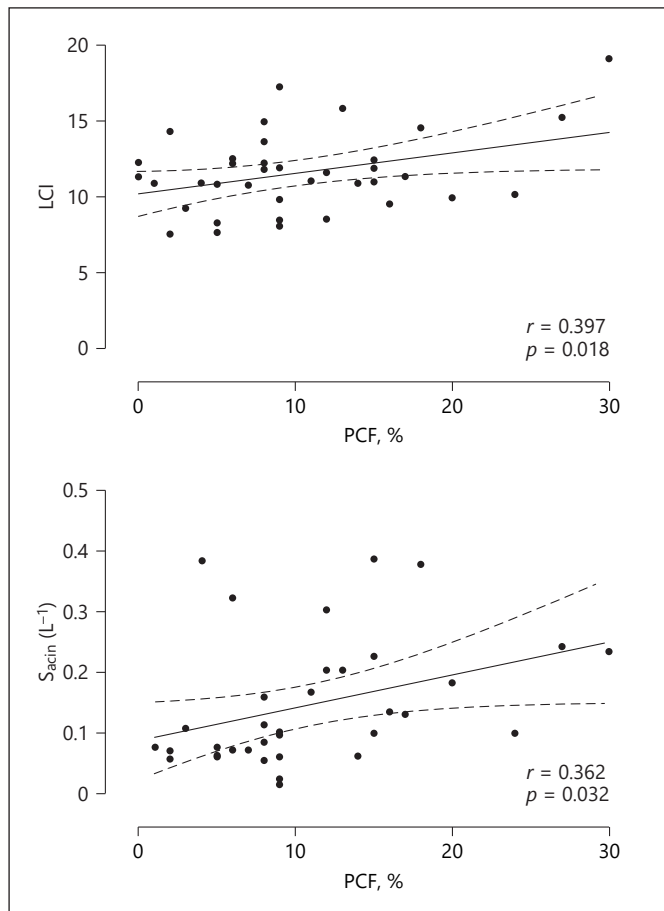 20
15
10
5
0
LCI
r = 0.397
p = 0.018
0 10 20 30
PCF, %
0.5
0.4
0.3
0.2
0.1
0
Sacin (L⁻¹)
r = 0.362
p = 0.032
0 10 20 30
PCF, %